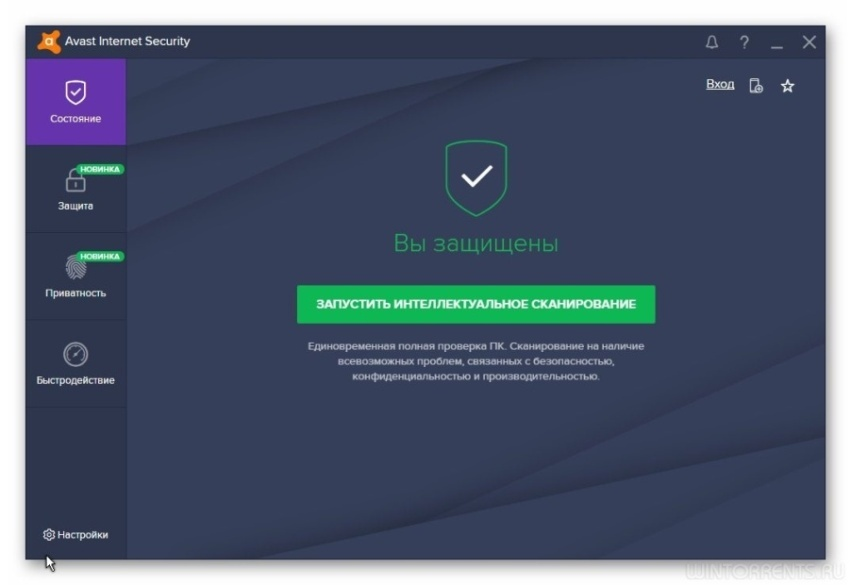 Avast Internet Security
?
Вход
Состояние
НОВИНКА
Защита
НОВИНКА
Приватность
Быстродействие
Настройки
Вы защищены
ЗАПУСТИТЬ ИНТЕЛЛЕКТУАЛЬНОЕ СКАНИРОВАНИЕ
Единовременная полная проверка ПК. Сканирование на наличие
всевозможных проблем, связанных с безопасностью,
конфиденциальностью и производительностью.
WINTORRENTS.RU